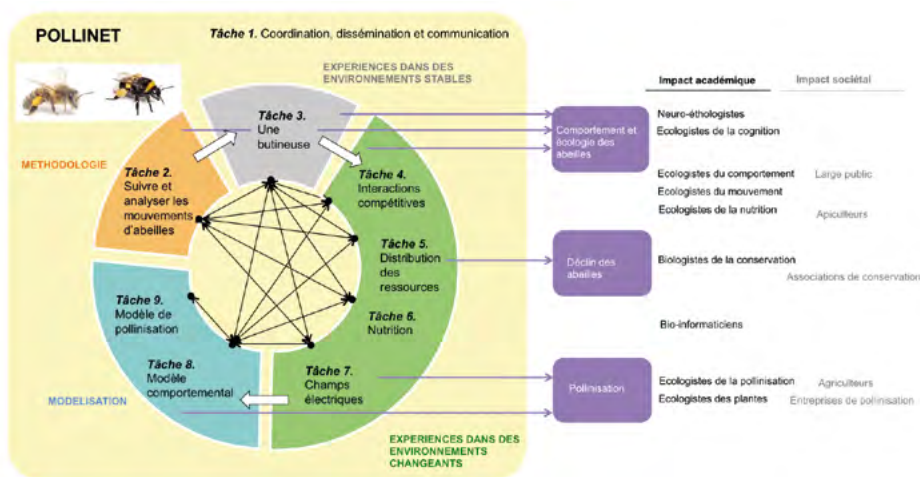 POLLINET
Tâche 1. Coordination, dissémination et communication
EXPERIENCES DANS DES
ENVIRONNEMENTS STABLES
Tâche 3.
Une
butineuse
METHODOLOGIE
Tâche 2.
Suivre et
analyser les
mouvements
d'abeilles
Tâche 4.
Interactions
compétitives
Tâche 5.
Distribution
des
ressources
Tâche 6.
Nutrition
Tâche 9.
Modèle de
pollinisation
Tâche 8.
Modèle
comportemental
Tâche 7.
Champs
électriques
MODELISATION
EXPERIENCES DANS DES
ENVIRONNEMENTS
CHANGEANTS
Comportement et
écologie des
abeilles
Déclin des
abeilles
Pollinisation
Impact académique
Impact sociétal
Neuro-éthologistes
Ecologistes de la cognition
Ecologistes du comportement
Large public
Ecologistes du mouvement
Ecologistes de la nutrition
Apiculteurs
Biologistes de la conservation
Associations de conservation
Bio-informaticiens
Ecologistes de la pollinisation
Agriculteurs
Ecologistes des plantes
Entreprises de pollinisation